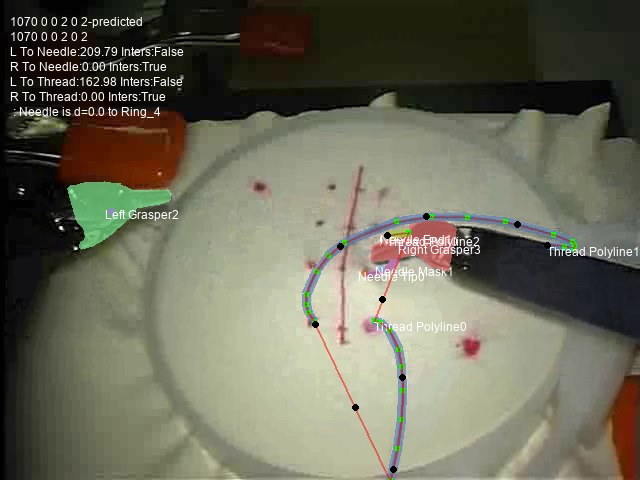 1070 0 0 2 0 2-predicted
1070 0 0 2 0 2
L To Needle:209.79 Inters:False
R To Needle:0.00 Inters:True
L To Thread:162.98 Inters:False
R To Thread:0.00 Inters:True
: Needle is d=0.0 to Ring_4
Left Grasper2
Thread Polyline2
Right Grasper3
Thread Polyline1
Needle Mask1
Needle Tip0
Thread Polyline0